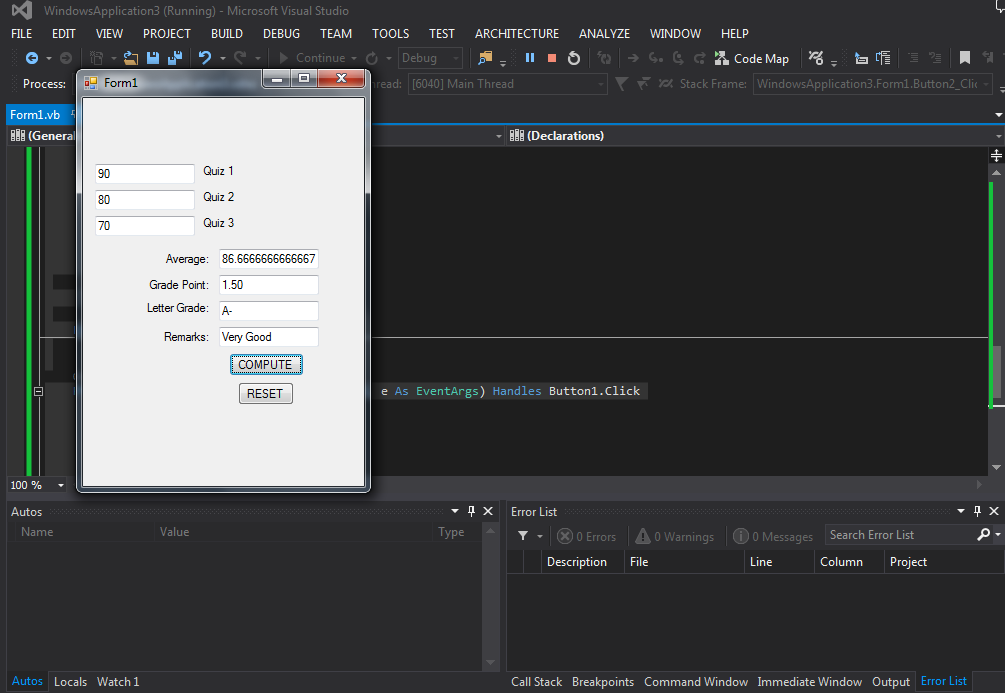 WindowsApplication3 (Running) - Microsoft Visual Studio
FILE EDIT VIEW PROJECT BUILD DEBUG TEAM TOOLS TEST ARCHITECTURE ANALYZE WINDOW HELP
Continue Debug Code Map
Process: [6040] Main Thread Stack Frame: WindowsApplication3.Form1.Button2_Clic
Form1
Form1.vb
(General (Declarations)
90 Quiz 1
80 Quiz 2
70 Quiz 3
Average: 86.6666666666667
Grade Point: 1.50
Letter Grade: A-
Remarks: Very Good
COMPUTE
RESET
e As EventArgs) Handles Button1.Click
100 %
Autos
Name Value Type
Error List
0 Errors 0 Warnings 0 Messages Search Error List
Description File Line Column Project
Autos Locals Watch 1
Call Stack Breakpoints Command Window Immediate Window Output Error List